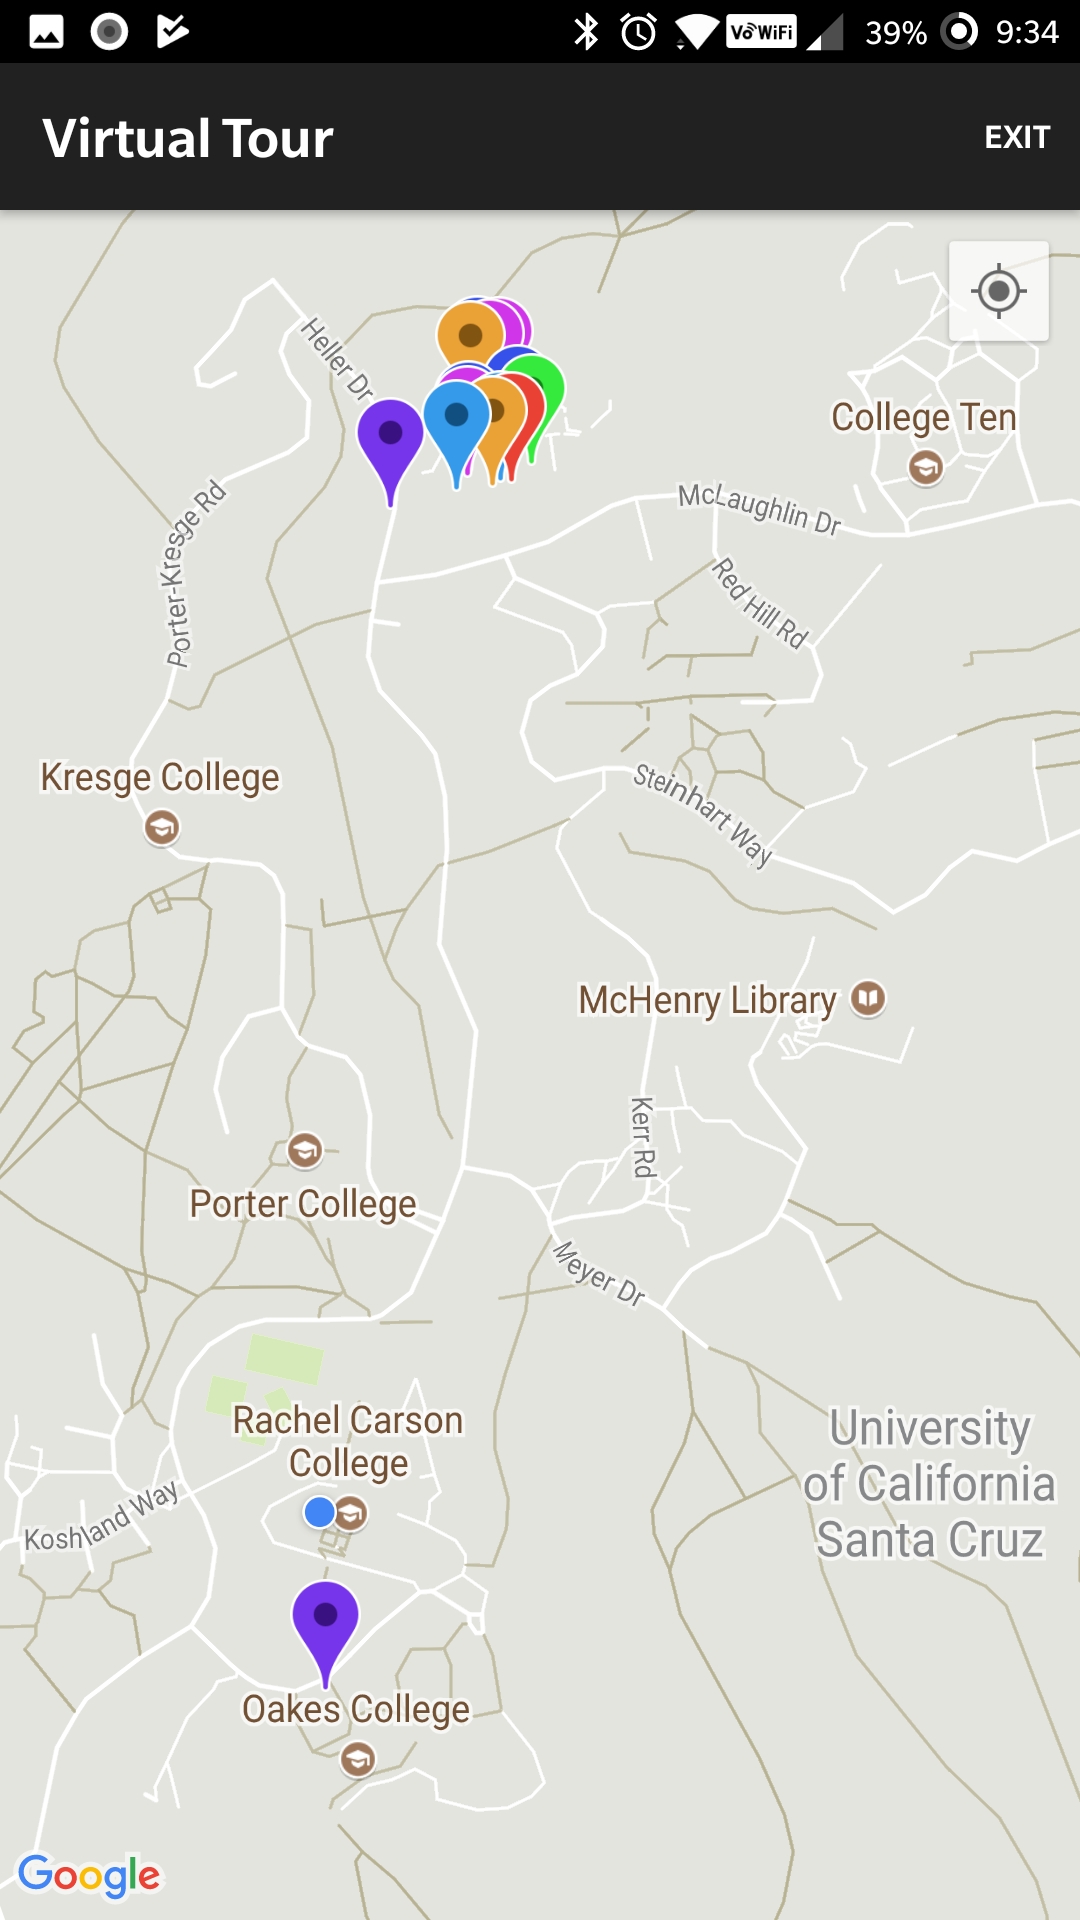 VoWiFi
39%
9:34
Virtual Tour
EXIT
Heller Dr
College Ten
Porter-Kresge Rd
McLaughlin Dr
Red Hill Rd
Kresge College
Steinhart Way
McHenry Library
Kerr Rd
Porter College
Meyer Dr
Rachel Carson
College
University
of California
Santa Cruz
Koshland Way
Oakes College
Google